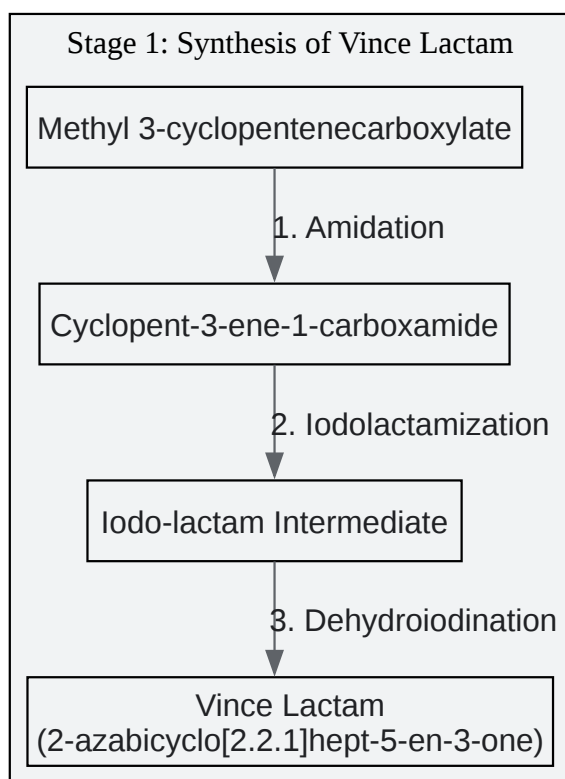 Stage 1: Synthesis of Vince Lactam
Methyl 3-cyclopentenecarboxylate
1. Amidation
Cyclopent-3-ene-1-carboxamide
2. Iodolactamization
Iodo-lactam Intermediate
3. Dehydroiodination
Vince Lactam
(2-azabicyclo[2.2.1]hept-5-en-3-one)